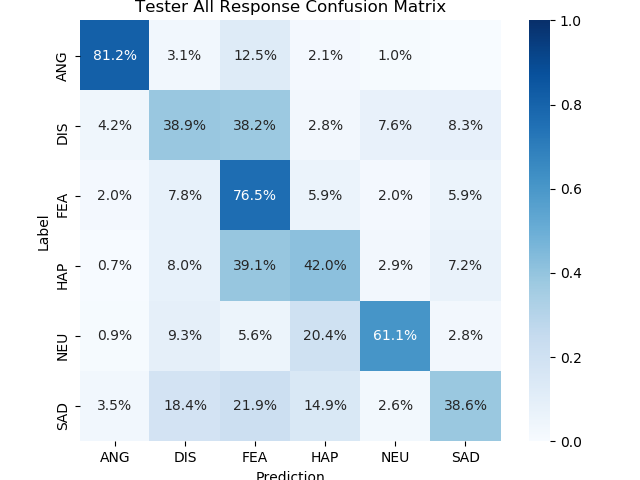 Tester All Response Confusion Matrix
ANG 81.2% 3.1% 12.5% 2.1% 1.0%
DIS 4.2% 38.9% 38.2% 2.8% 7.6% 8.3%
FEA 2.0% 7.8% 76.5% 5.9% 2.0% 5.9%
HAP 0.7% 8.0% 39.1% 42.0% 2.9% 7.2%
NEU 0.9% 9.3% 5.6% 20.4% 61.1% 2.8%
SAD 3.5% 18.4% 21.9% 14.9% 2.6% 38.6%
Label
ANG DIS FEA HAP NEU SAD
Prediction
1.0
0.8
0.6
0.4
0.2
0.0